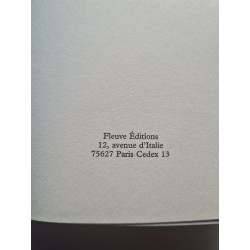 Fleuve Éditions
12, avenue d'Italie
75627 Paris Cedex 13